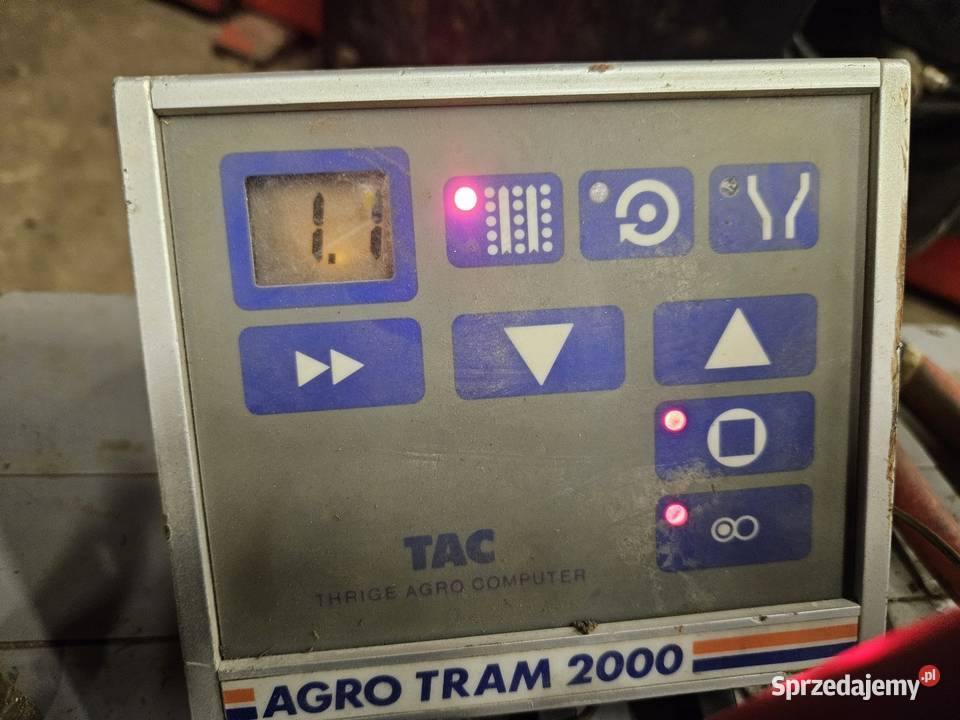 1.1
TAC
THRIGE AGRO COMPUTER
AGRO TRAM 2000
Sprzedajemy.pl